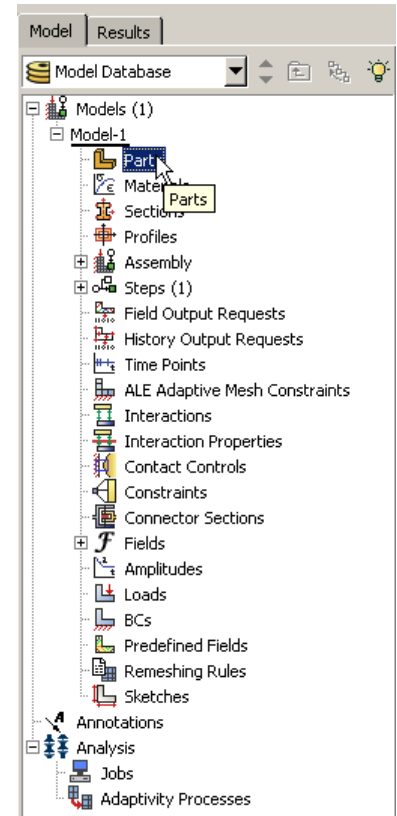 Model Results
Model Database
Models (1)
Model-1
Parts
Materials
Parts
Sections
Profiles
Assembly
Steps (1)
Field Output Requests
History Output Requests
Time Points
ALE Adaptive Mesh Constraints
Interactions
Interaction Properties
Contact Controls
Constraints
Connector Sections
Fields
Amplitudes
Loads
BCs
Predefined Fields
Remeshing Rules
Sketches
Annotations
Analysis
Jobs
Adaptivity Processes